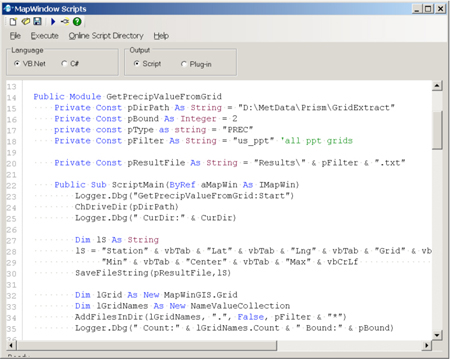 MapWindow Scripts
File Execute Online Script Directory Help
Language Output
VB.Net C# Script Plug-in
13
14 Public Module GetPrecipValueFromGrid
15 Private Const pDirPath As String = "D:\MetData\Prism\GridExtract"
16 Private Const pBound As Integer = 2
17 private Const pType as string = "PREC"
18 Private Const pFilter As String = "us_ppt" 'all ppt grids
19
20 Private Const pResultFile As String = "Results\" & pFilter & ".txt"
21
22 Public Sub ScriptMain(ByRef aMapWin As IMapWin)
23 Logger.Dbg("GetPrecipValueFromGrid:Start")
24 ChDriveDir(pDirPath)
25 Logger.Dbg(" CurDir:" & CurDir)
26
27 Dim lS As String
28 lS = "Station" & vbTab & "Lat" & vbTab & "Lng" & vbTab & "Grid" & vb
29 "Min" & vbTab & "Center" & vbTab & "Max" & vbCrLf
30 SaveFileString(pResultFile,lS)
31
32 Dim lGrid As New MapWinGIS.Grid
33 Dim lGridNames As New NameValueCollection
34 AddFilesInDir(lGridNames, ".", False, pFilter & "*")
35 Logger.Dbg(" Count:" & lGridNames.Count & " Bound:" & pBound)